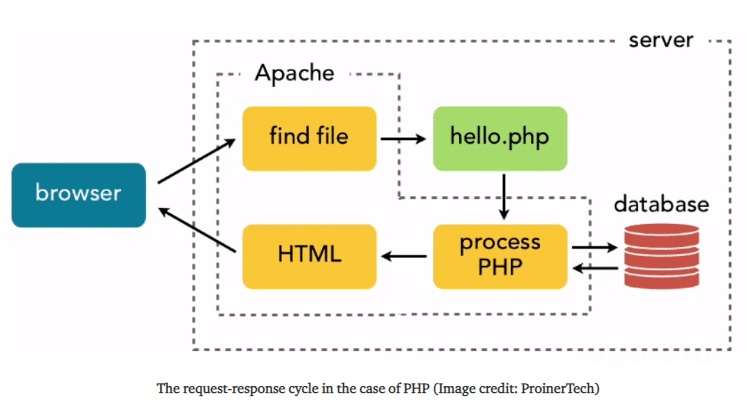 server
Apache
find file
hello.php
browser
database
HTML
process
PHP
The request-response cycle in the case of PHP (Image credit: ProinerTech)